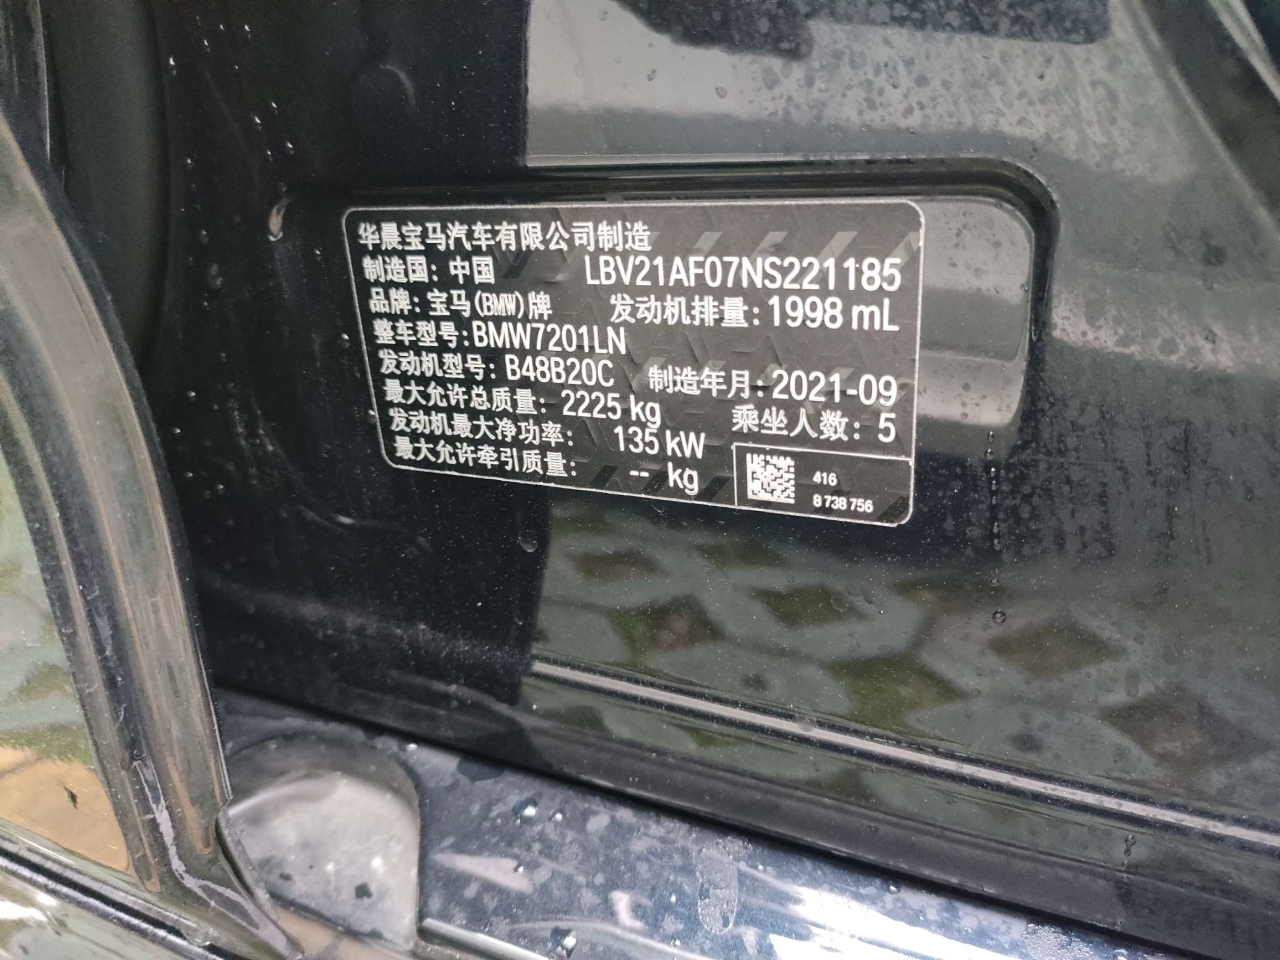 华晨宝马汽车有限公司制造
制造国: 中国 LBV21AF07NS221185
品牌: 宝马(BMW)牌 发动机排量: 1998 mL
整车型号: BMW7201LN
发动机型号: B48B20C 制造年月: 2021-09
最大允许总质量: 2225 kg 乘坐人数: 5
发动机最大净功率: 135 kW
最大允许牵引质量: -- kg
416
8 738 756